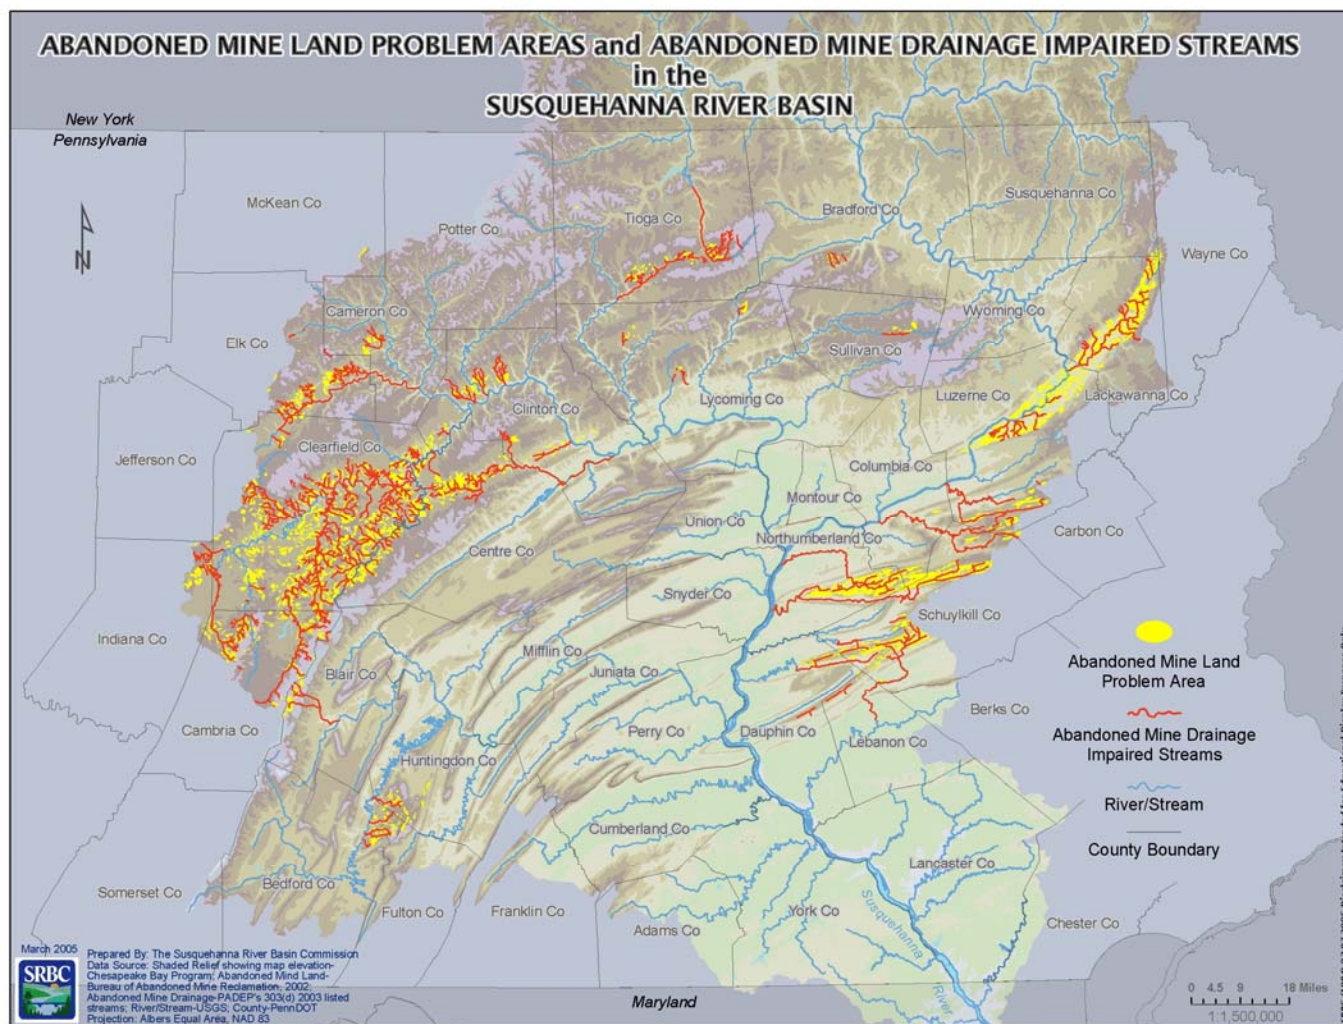 ABANDONED MINE LAND PROBLEM AREAS and ABANDONED MINE DRAINAGE IMPAIRED STREAMS
in the
SUSQUEHANNA RIVER BASIN
New York
Pennsylvania
McKean Co
Potter Co
Tioga Co
Bradford Co
Susquehanna Co
Wayne Co
N
Cameron Co
Elk Co
Wyoming Co
Sullivan Co
Lycoming Co
Luzerne Co
Lackawanna Co
Clinton Co
Clearfield Co
Jefferson Co
Columbia Co
Montour Co
Union Co
Northumberland Co
Carbon Co
Centre Co
Snyder Co
Schuylkill Co
Indiana Co
Mifflin Co
Juniata Co
Blair Co
Berks Co
Cambria Co
Perry Co
Dauphin Co
Lebanon Co
Huntingdon Co
Cumberland Co
Lancaster Co
Somerset Co
Bedford Co
Fulton Co
Franklin Co
York Co
Adams Co
Chester Co
Susquehanna
River
Maryland
Abandoned Mine Land
Problem Area
Abandoned Mine Drainage
Impaired Streams
River/Stream
County Boundary
March 2005
SRBC
Prepared By: The Susquehanna River Basin Commission
Data Source: Shaded Relief showing map elevation-
Chesapeake Bay Program; Abandoned Mind Land-
Bureau of Abandoned Mine Reclamation, 2002;
Abandoned Mine Drainage-PADEP's 303(d) 2003 listed
streams; River/Stream-USGS; County-PennDOT
Projection: Albers Equal Area, NAD 83
0 4.5 9 18 Miles
1:1,500,000